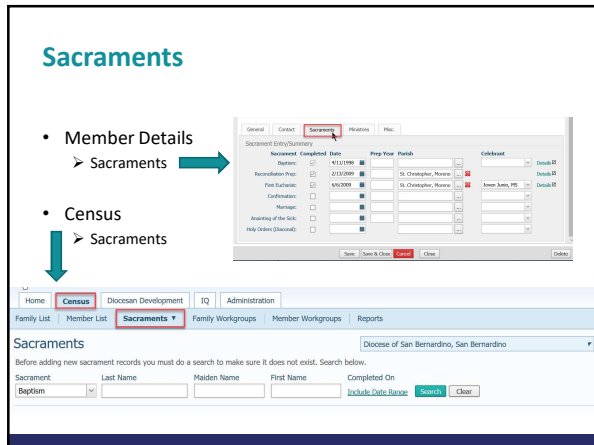 Sacraments
• Member Details
➢ Sacraments
• Census
➢ Sacraments
General Contact Sacraments Ministries Misc.
Sacrament Entry/Summary
Sacrament Completed Date Prep Year Parish Celebrant
Baptism: 4/11/1998 ... Details
Reconciliation Prep: 2/13/2009 St. Christopher, Moreno ... Details
First Eucharist: 6/6/2009 St. Christopher, Moreno ... Details
Confirmation: ...
Marriage: ...
Anointing of the Sick: ...
Holy Orders (Diaconal): ...
Save Save & Close Cancel Close Delete
Home Census Diocesan Development IQ Administration
Family List Member List Sacraments ▼ Family Workgroups Member Workgroups Reports
Sacraments Diocese of San Bernardino, San Bernardino ▼
Before adding new sacrament records you must do a search to make sure it does not exist. Search below.
Sacrament Last Name Maiden Name First Name Completed On
Baptism Include Date Range Search Clear